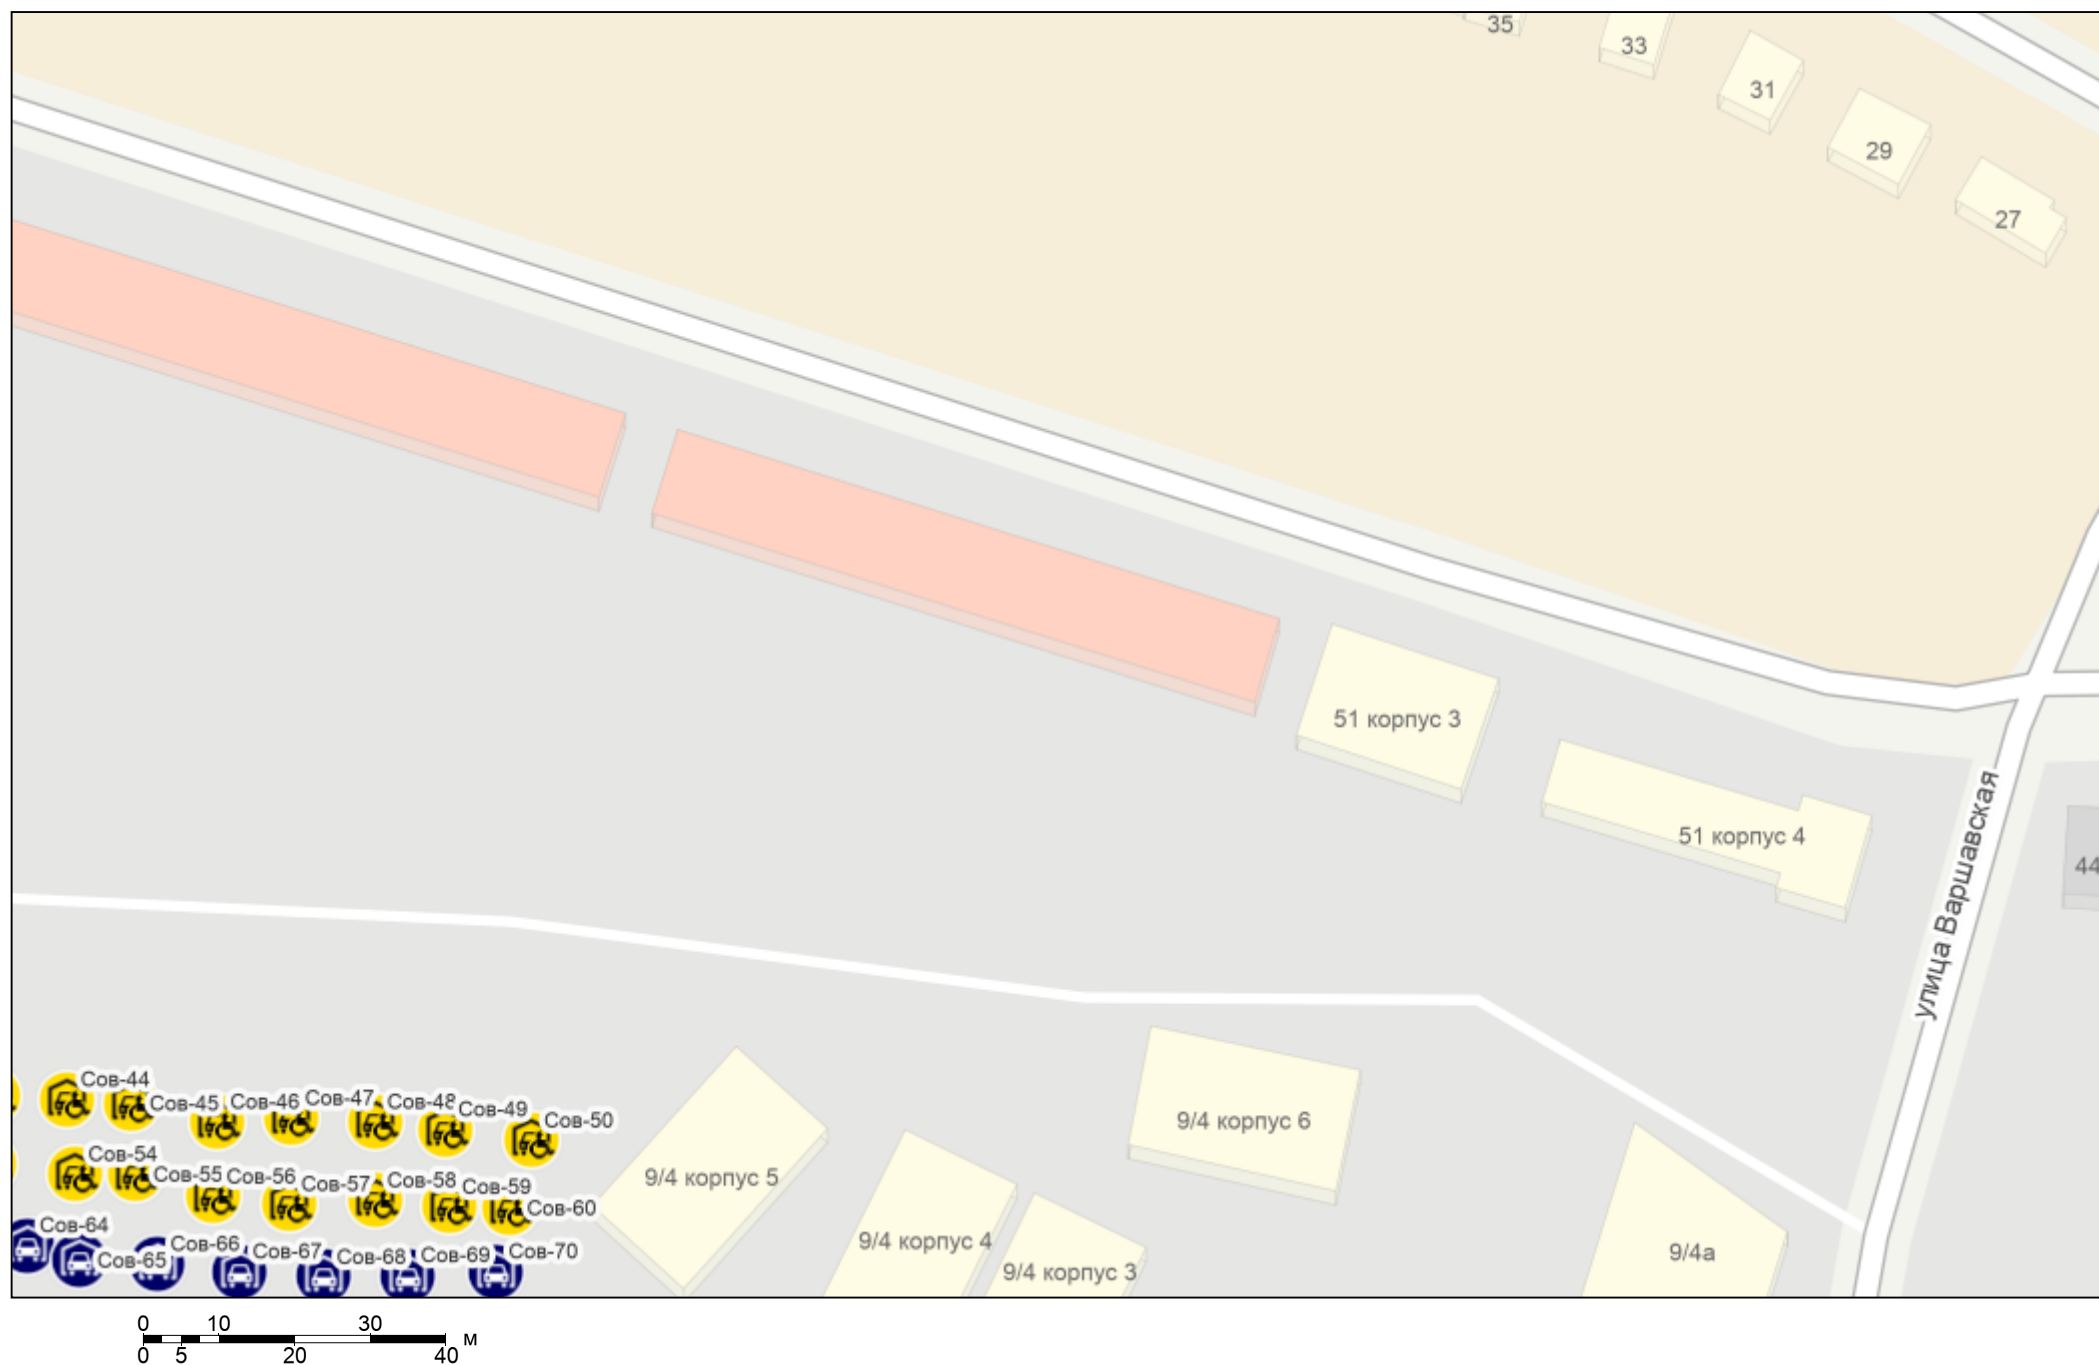 35
33
31
29
27
51 корпус 3
51 корпус 4
улица Варшавская
44
Сов-44
Сов-45
Сов-46
Сов-47
Сов-48
Сов-49
Сов-50
9/4 корпус 6
Сов-54
Сов-55
Сов-56
Сов-57
Сов-58
Сов-59
Сов-60
9/4 корпус 5
Сов-64
Сов-65
Сов-66
Сов-67
Сов-68
Сов-69
Сов-70
9/4 корпус 4
9/4 корпус 3
9/4а
0 10 30
м
0 5 20 40